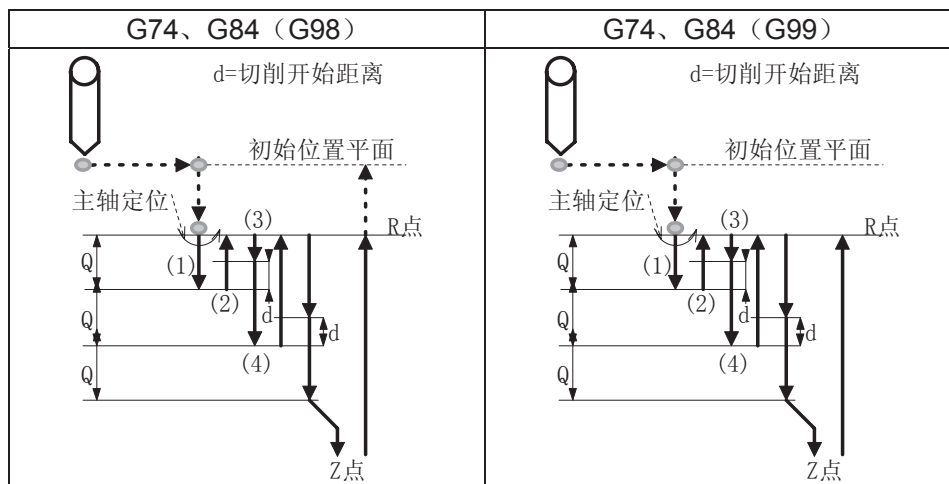 G74、G84（G98）
d=切削开始距离
初始位置平面
主轴定位
(3)
R点
Q
(1)
(2)
d
Q
d
(4)
Q
Z点
G74、G84（G99）
d=切削开始距离
初始位置平面
主轴定位
(3)
R点
Q
(1)
(2)
d
Q
d
(4)
Q
Z点